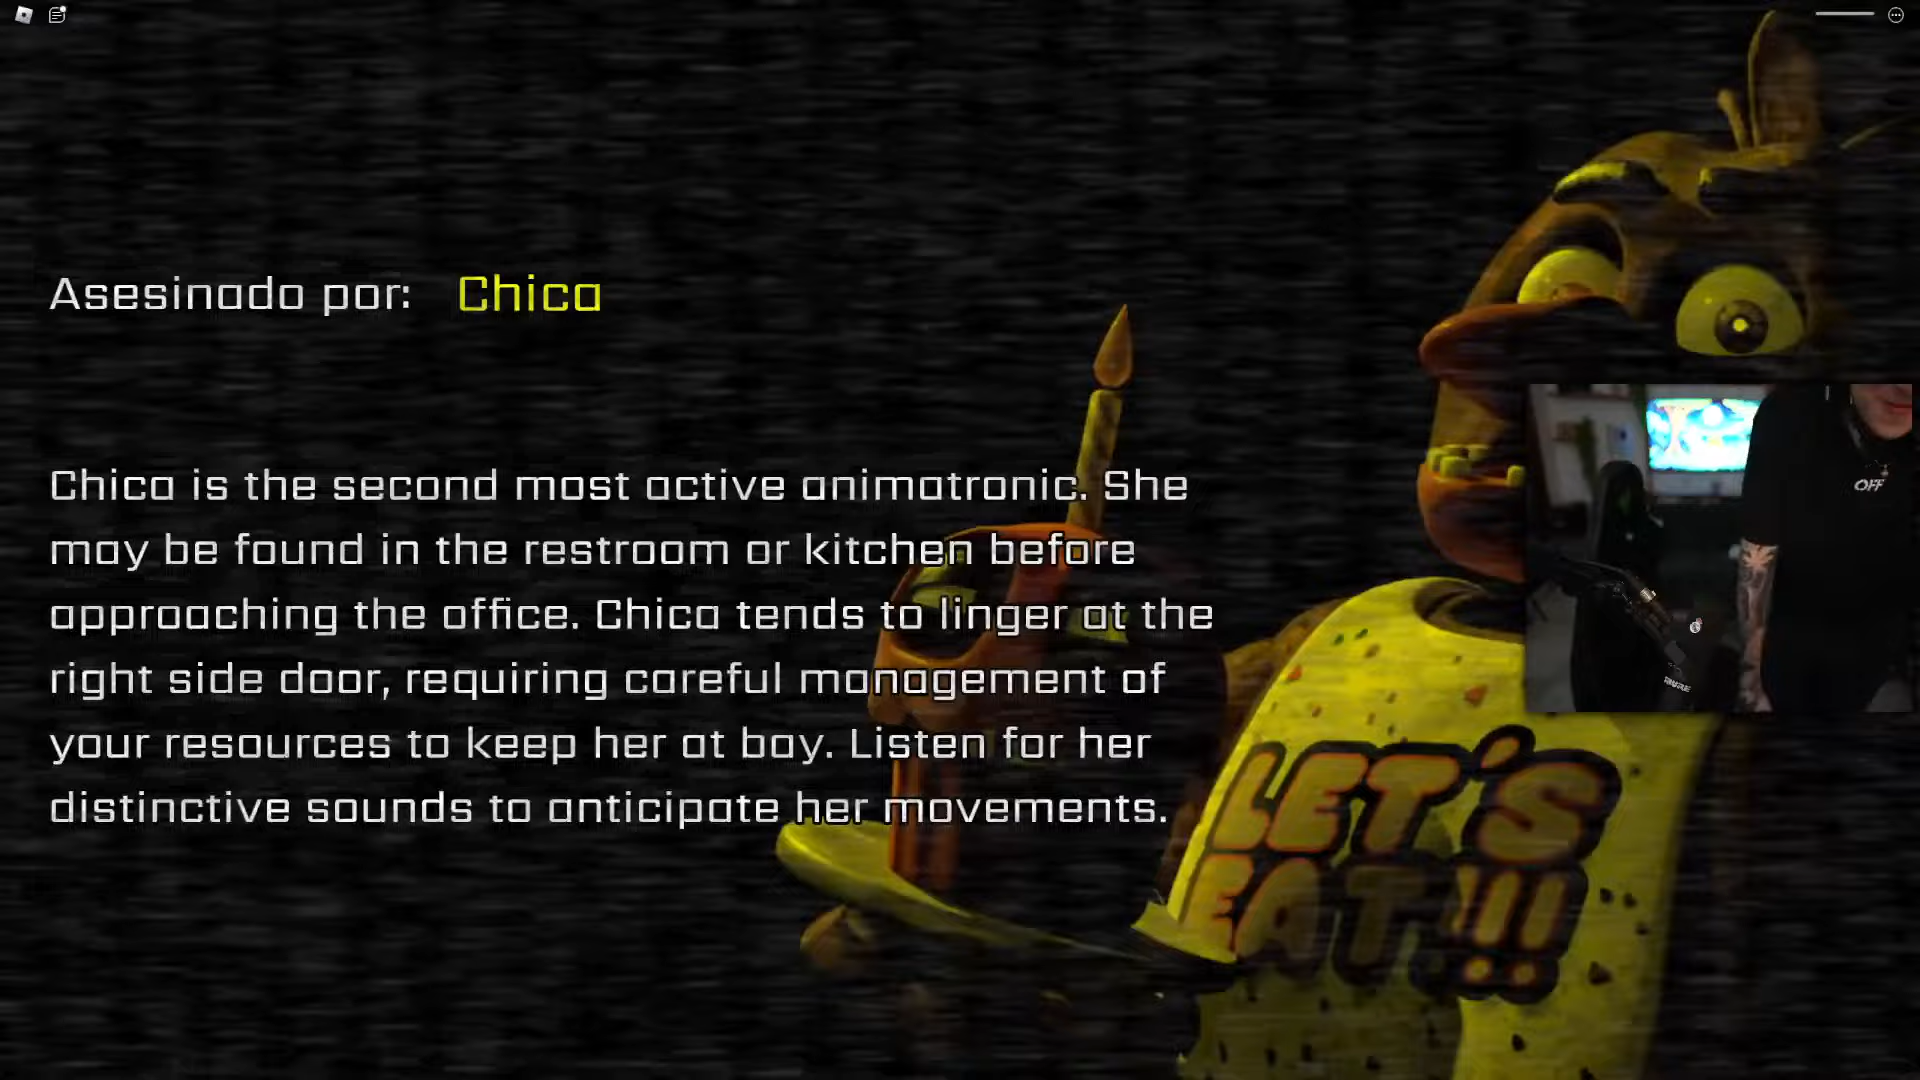 Asesinado por: Chica
OFF
Chica is the second most active animatronic. She
may be found in the restroom or kitchen before
approaching the office. Chica tends to linger at the
right side door, requiring careful management of
your resources to keep her at bay. Listen for her
distinctive sounds to anticipate her movements.
LET'S
EAT!!!